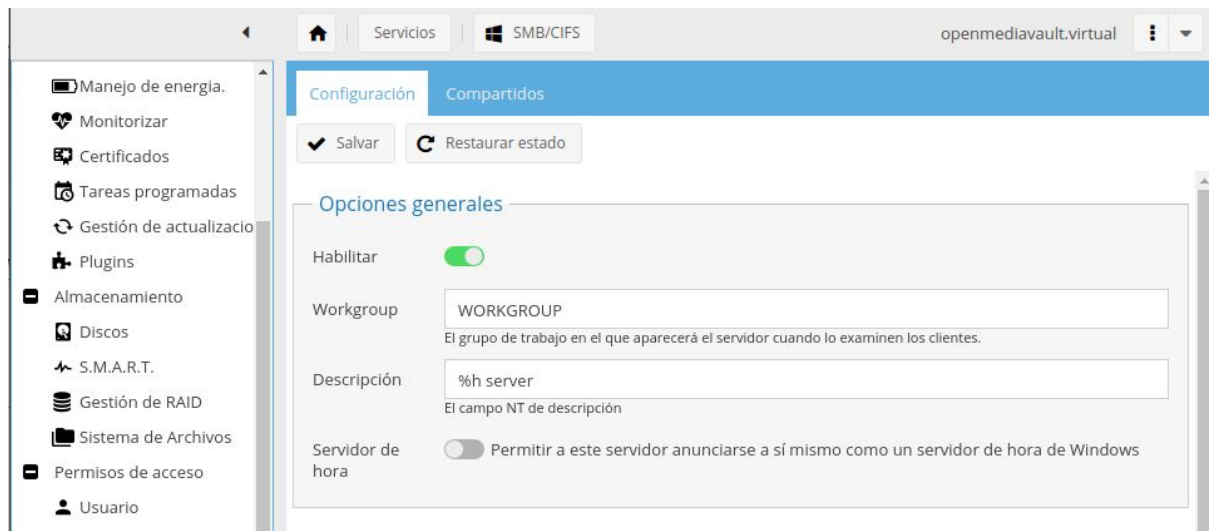 Servicios
SMB/CIFS
openmediavault.virtual
Manejo de energia.
Monitorizar
Certificados
Tareas programadas
Gestión de actualizacio
Plugins
Almacenamiento
Discos
S.M.A.R.T.
Gestión de RAID
Sistema de Archivos
Permisos de acceso
Usuario
Configuración
Compartidos
Salvar
Restaurar estado
Opciones generales
Habilitar
Workgroup
WORKGROUP
El grupo de trabajo en el que aparecerá el servidor cuando lo examinen los clientes.
Descripción
%h server
El campo NT de descripción
Servidor de
hora
Permitir a este servidor anunciarse a sí mismo como un servidor de hora de Windows